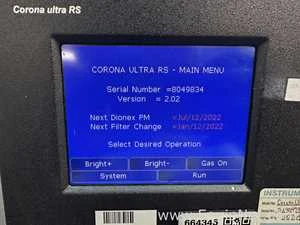 Corona ultra RS
CORONA ULTRA RS - MAIN MENU
Serial Number =8049834
Version = 2.02
Next Dionex PM =Jul/12/2022
Next Filter Change =Jan/12/2022
Select Desired Operation
Bright+ Bright- Gas On
System Run
664345
INSTRUM